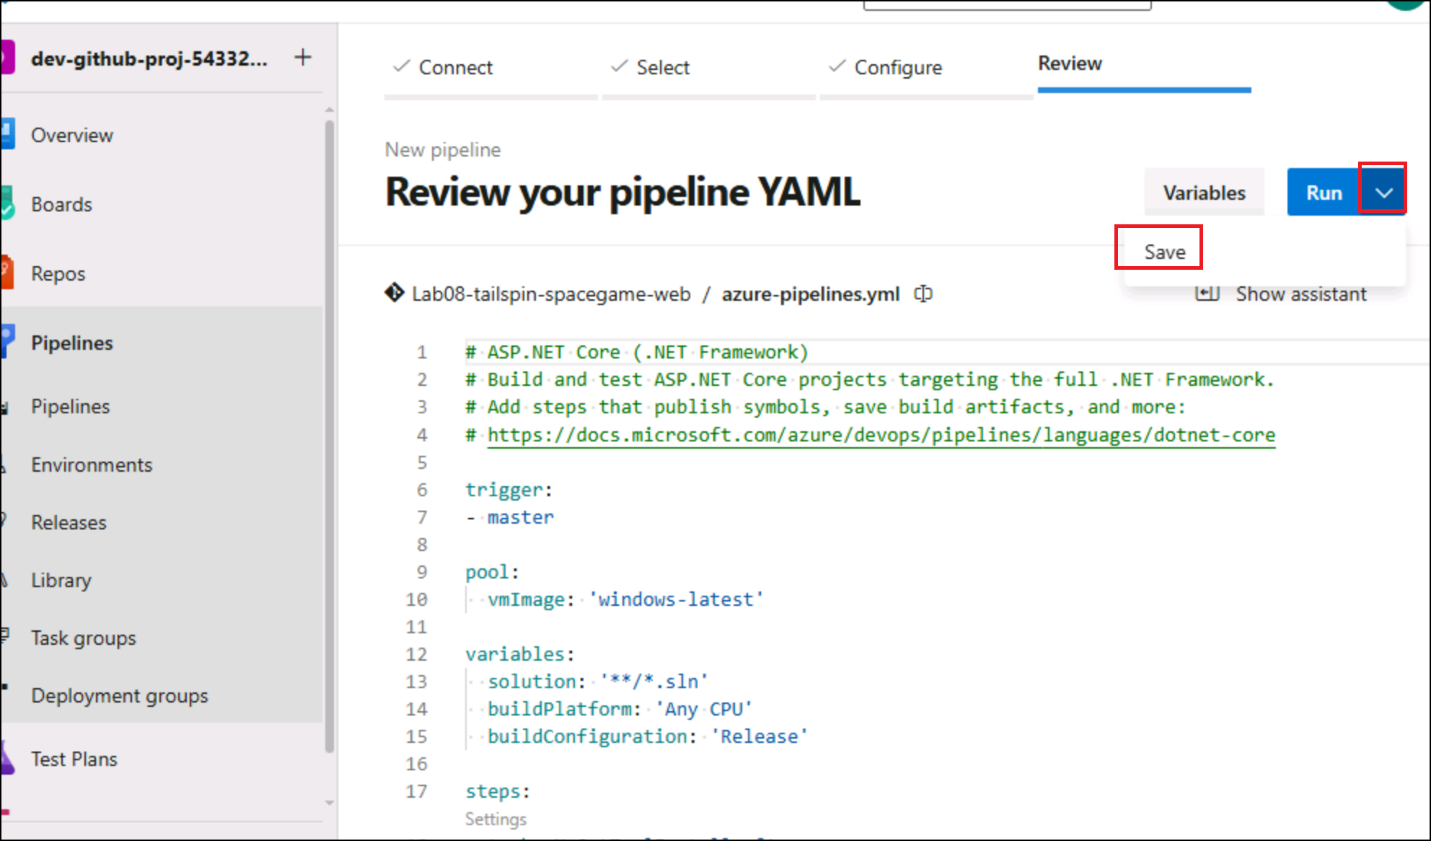 dev-github-proj-54332... +
Overview
Boards
Repos
Pipelines
Pipelines
Environments
Releases
Library
Task groups
Deployment groups
Test Plans
Connect Select Configure Review
New pipeline
Review your pipeline YAML
Variables Run
Save
Lab08-tailspin-spacegame-web / azure-pipelines.yml
Show assistant
1 # ASP.NET Core (.NET Framework)
2 # Build and test ASP.NET Core projects targeting the full .NET Framework.
3 # Add steps that publish symbols, save build artifacts, and more:
4 # https://docs.microsoft.com/azure/devops/pipelines/languages/dotnet-core
5
6 trigger:
7 - master
8
9 pool:
10   vmImage: 'windows-latest'
11
12 variables:
13   solution: '**/*.sln'
14   buildPlatform: 'Any CPU'
15   buildConfiguration: 'Release'
16
17 steps:
Settings